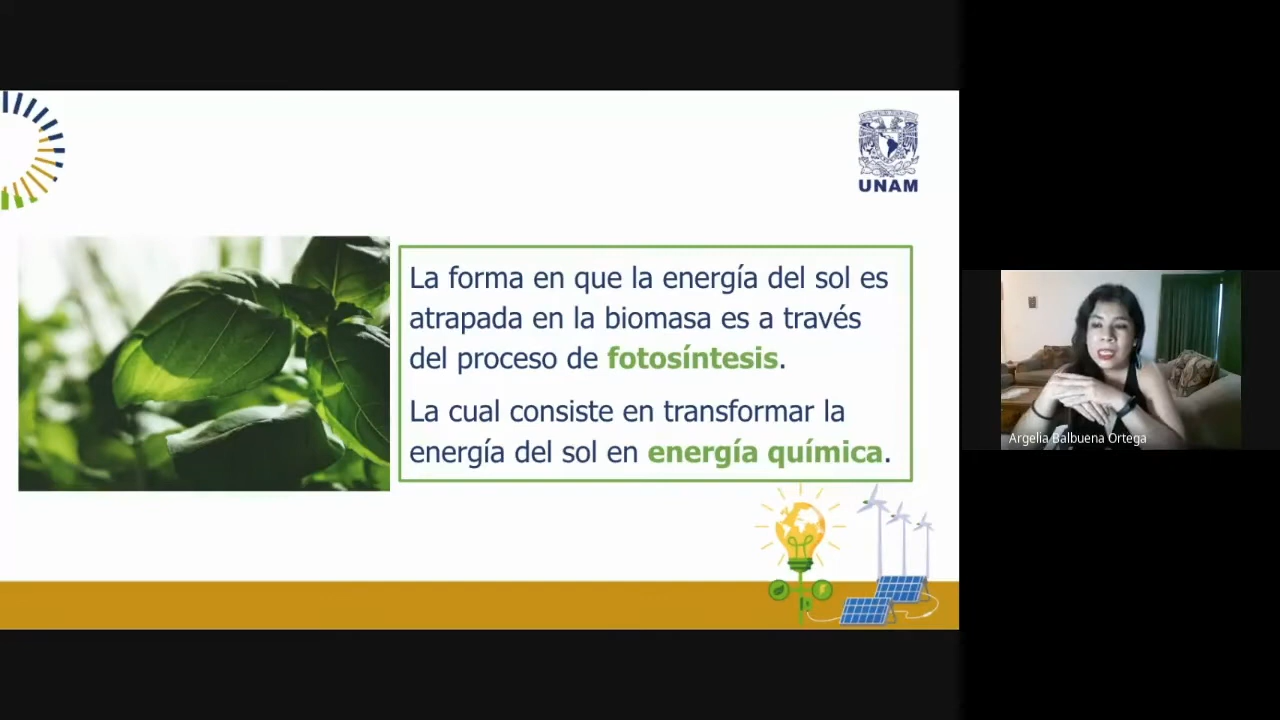 UNAM
La forma en que la energía del sol es
atrapada en la biomasa es a través
del proceso de fotosíntesis.
La cual consiste en transformar la
energía del sol en energía química.
Argelia Balbuena Ortega